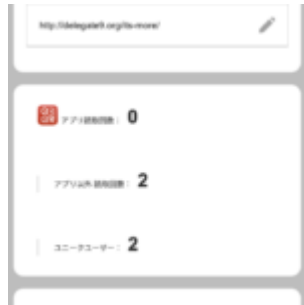 http://delegate9.org/its-more/
アプリ読取回数： 0
アプリ以外 読取回数： 2
ユニークユーザー： 2